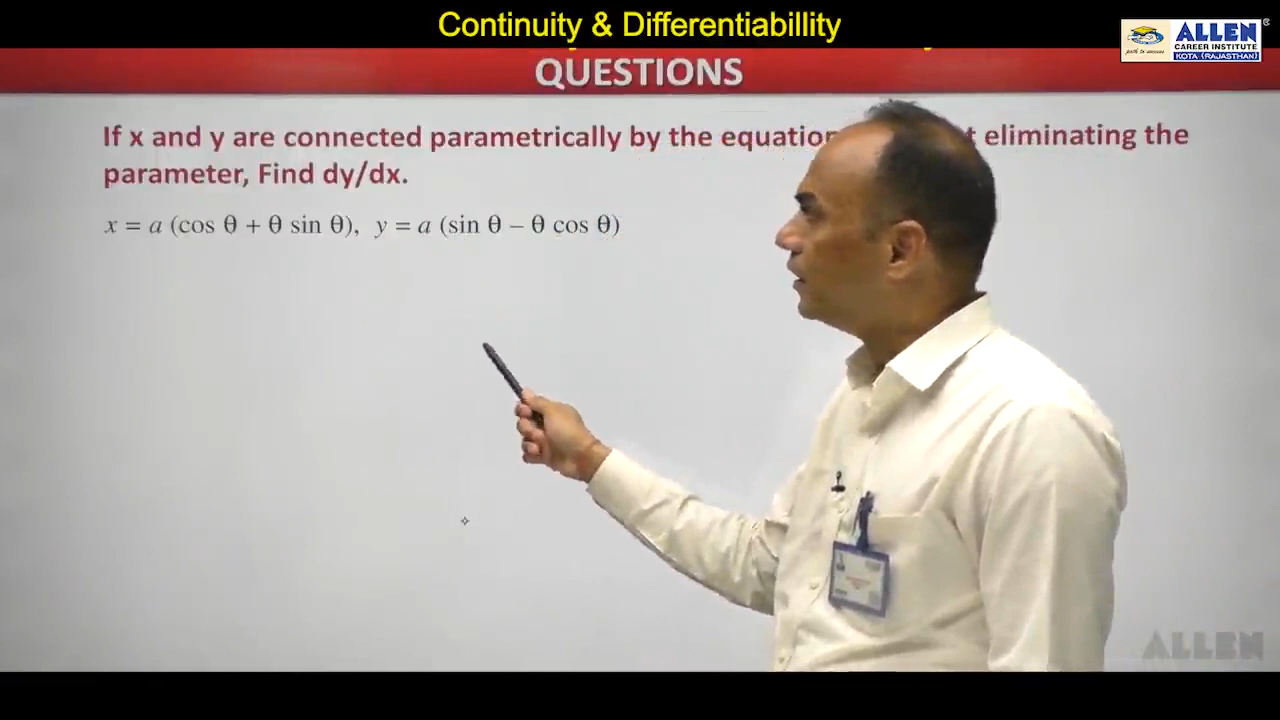 Continuity & Differentiabillity
ALLEN
CAREER INSTITUTE
KOTA (RAJASTHAN)
QUESTIONS
If x and y are connected parametrically by the equation t eliminating the
parameter, Find dy/dx.
x = a (cos θ + θ sin θ), y = a (sin θ – θ cos θ)
ALLEN